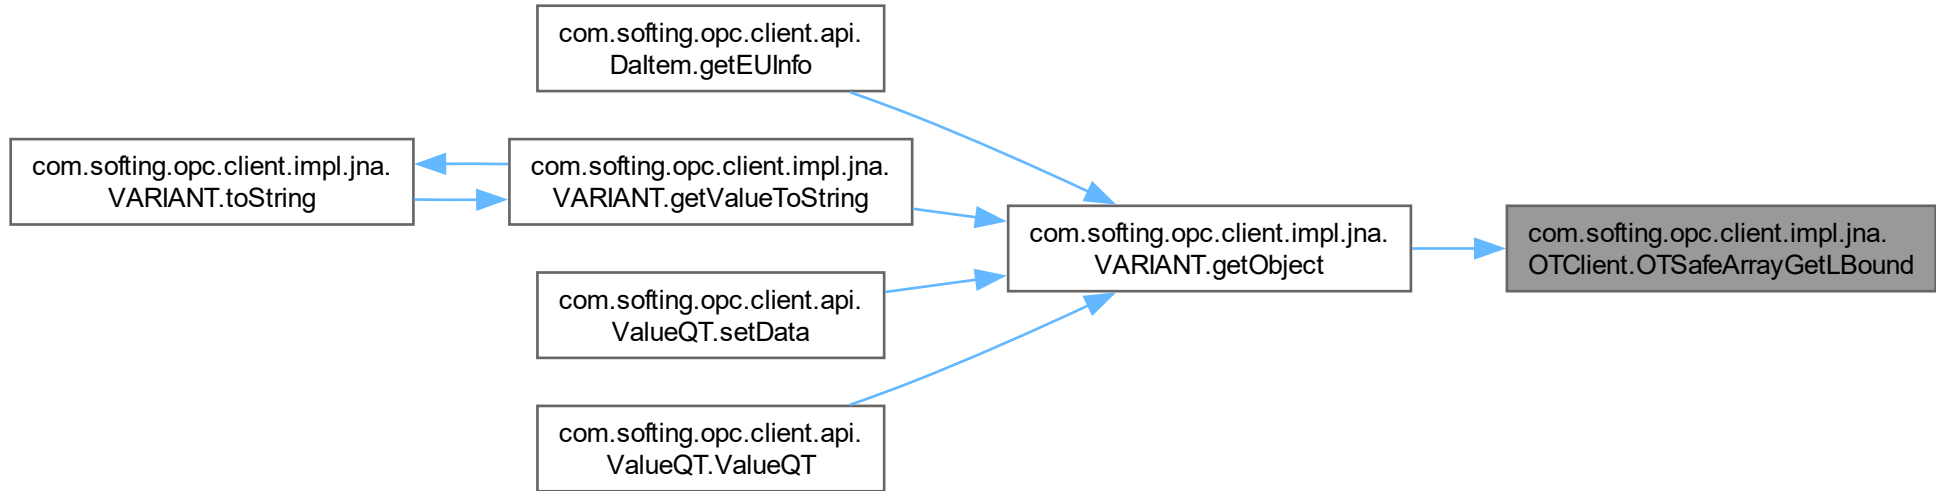 com.softing.opc.client.api.
DaItem.getEUInfo
com.softing.opc.client.impl.jna.
VARIANT.toString
com.softing.opc.client.impl.jna.
VARIANT.getValueToString
com.softing.opc.client.impl.jna.
VARIANT.getObject
com.softing.opc.client.impl.jna.
OTClient.OTSafeArrayGetLBound
com.softing.opc.client.api.
ValueQT.setData
com.softing.opc.client.api.
ValueQT.ValueQT